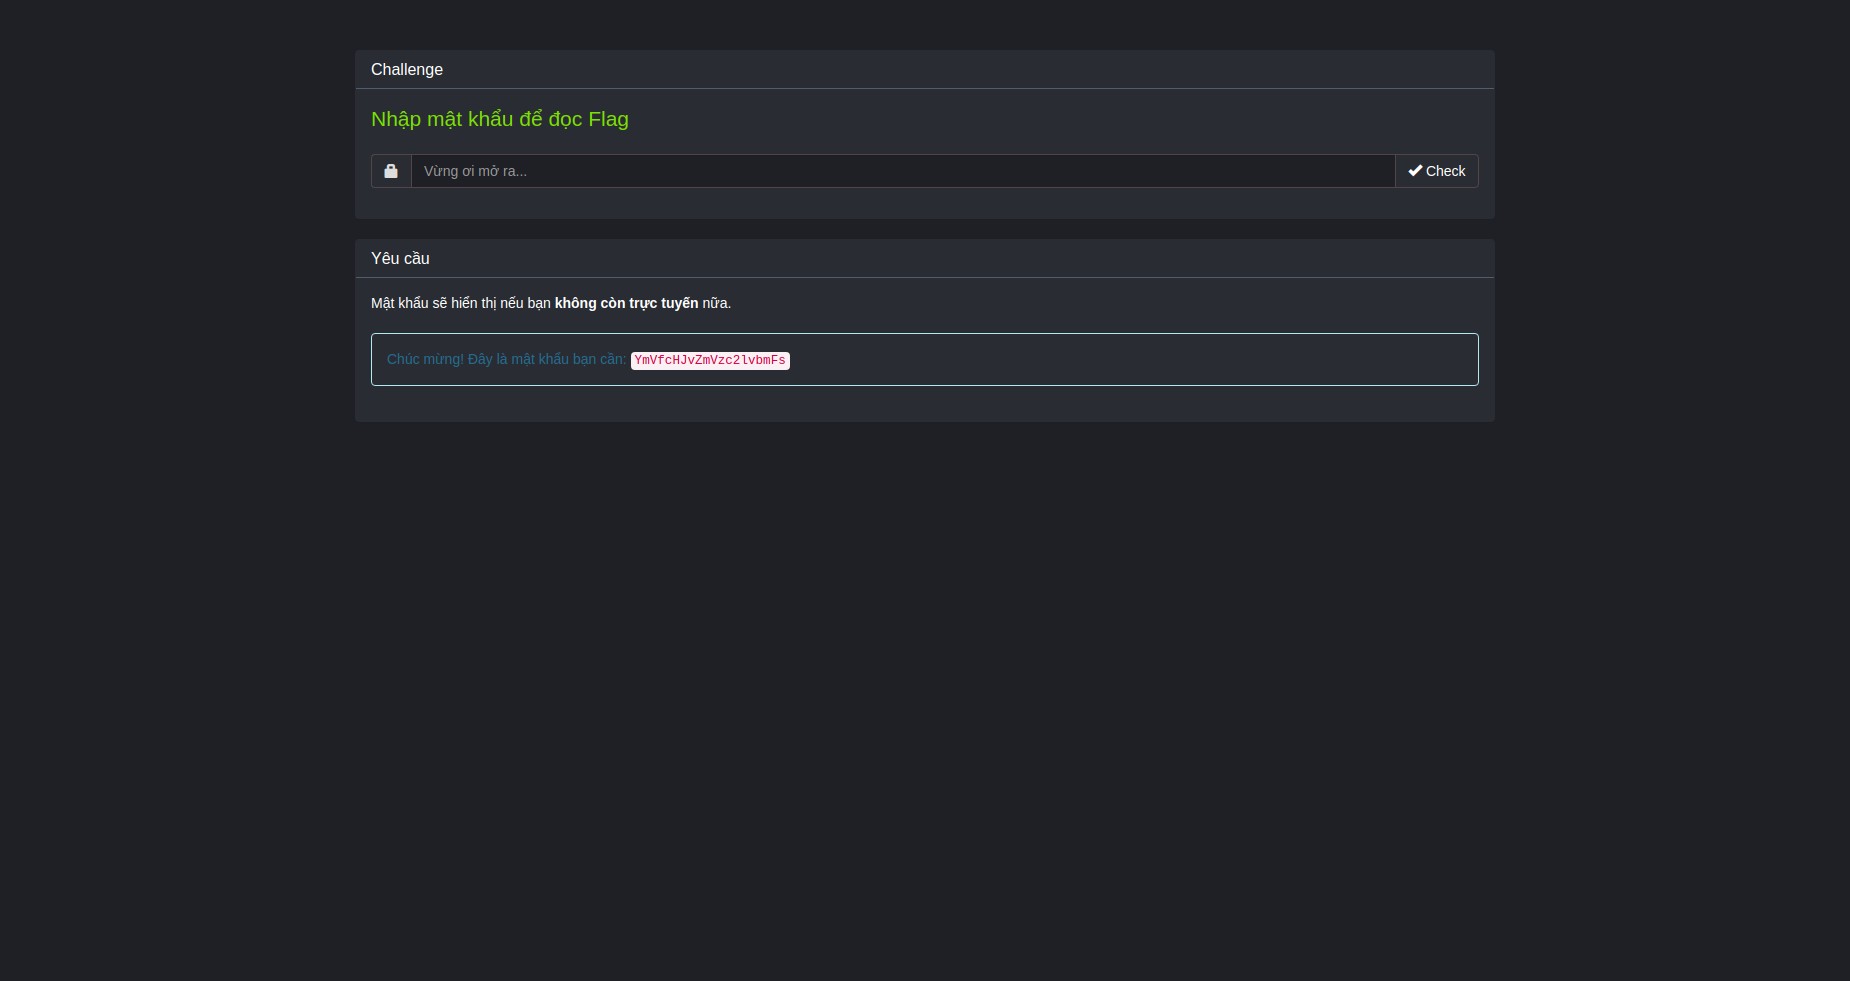 Challenge
Nhập mật khẩu để đọc Flag
Vừng ơi mở ra...
Check
Yêu cầu
Mật khẩu sẽ hiển thị nếu bạn không còn trực tuyến nữa.
Chúc mừng! Đây là mật khẩu bạn cần: YmVfcHJvZmVzc2lvbmFs